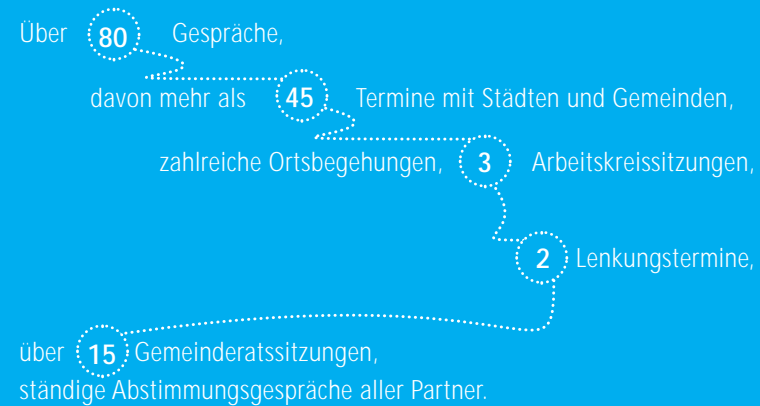 Über 80 Gespräche,
davon mehr als 45 Termine mit Städten und Gemeinden,
zahlreiche Ortsbegehungen, 3 Arbeitskreissitzungen,
2 Lenkungstermine,
über 15 Gemeinderatssitzungen,
ständige Abstimmungsgespräche aller Partner.